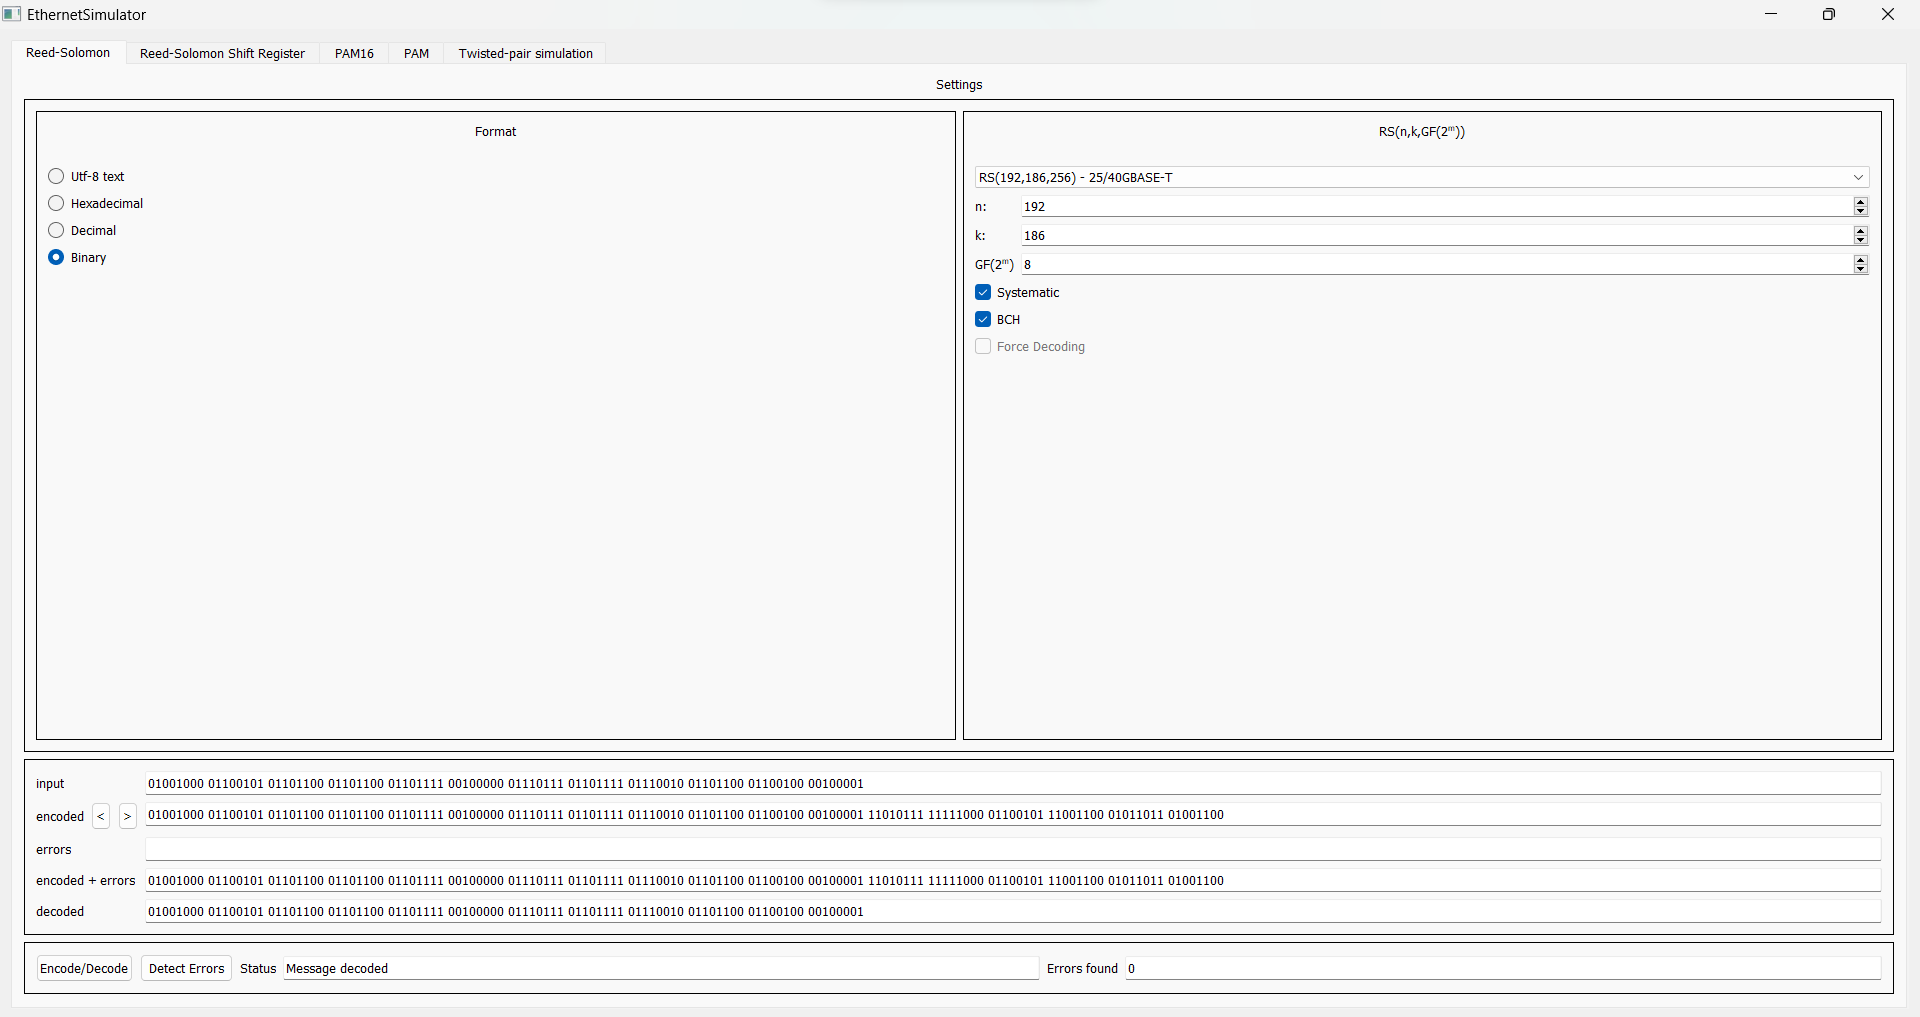 EthernetSimulator
Reed-Solomon Reed-Solomon Shift Register PAM16 PAM Twisted-pair simulation
Settings
Format
Utf-8 text
Hexadecimal
Decimal
Binary
RS(n,k,GF(2ᵐ))
RS(192,186,256) - 25/40GBASE-T
n: 192
k: 186
GF(2ᵐ) 8
Systematic
BCH
Force Decoding
input 01001000 01100101 01101100 01101100 01101111 00100000 01110111 01101111 01110010 01101100 01100100 00100001
encoded < > 01001000 01100101 01101100 01101100 01101111 00100000 01110111 01101111 01110010 01101100 01100100 00100001 11010111 11111000 01100101 11001100 01011011 01001100
errors
encoded + errors 01001000 01100101 01101100 01101100 01101111 00100000 01110111 01101111 01110010 01101100 01100100 00100001 11010111 11111000 01100101 11001100 01011011 01001100
decoded 01001000 01100101 01101100 01101100 01101111 00100000 01110111 01101111 01110010 01101100 01100100 00100001
Encode/Decode Detect Errors Status Message decoded Errors found 0